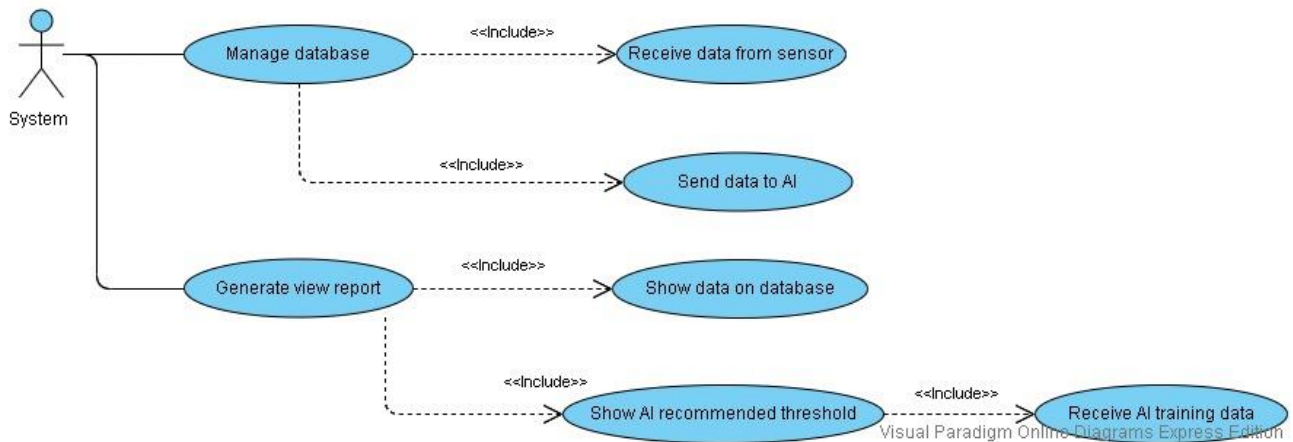 <<Include>>
Manage database
Receive data from sensor
System
<<Include>>
Send data to AI
<<Include>>
Generate view report
Show data on database
<<Include>>
<<Include>>
Show AI recommended threshold
Receive AI training data
Visual Paradigm Online Diagrams Express Edition